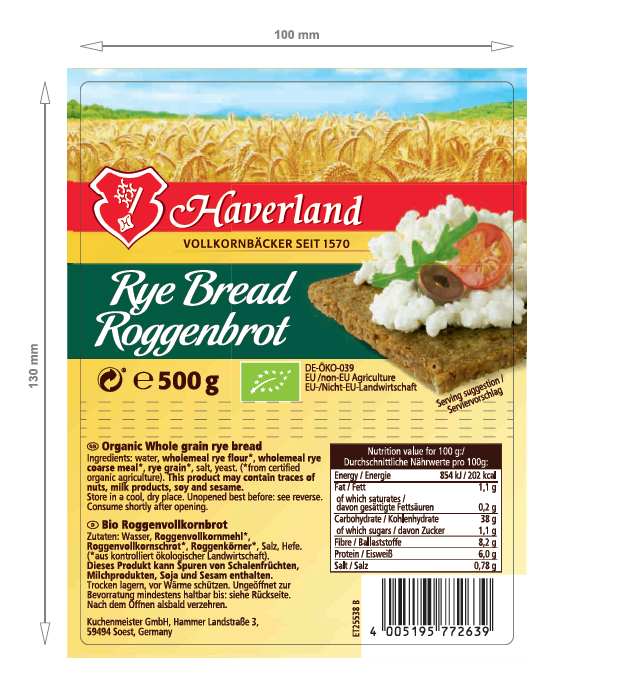 100 mm
130 mm
Haverland
VOLLKORNBÄCKER SEIT 1570
Rye Bread
Roggenbrot
℮ 500 g
DE-ÖKO-039
EU /non-EU Agriculture
EU-/Nicht-EU-Landwirtschaft
Serving suggestion /
Serviervorschlag
GB Organic Whole grain rye bread
Ingredients: water, wholemeal rye flour*, wholemeal rye
coarse meal*, rye grain*, salt, yeast. (*from certified
organic agriculture). This product may contain traces of
nuts, milk products, soy and sesame.
Store in a cool, dry place. Unopened best before: see reverse.
Consume shortly after opening.
D Bio Roggenvollkornbrot
Zutaten: Wasser, Roggenvollkornmehl*,
Roggenvollkornschrot*, Roggenkörner*, Salz, Hefe.
(*aus kontrolliert ökologischer Landwirtschaft).
Dieses Produkt kann Spuren von Schalenfrüchten,
Milchprodukten, Soja und Sesam enthalten.
Trocken lagern, vor Wärme schützen. Ungeöffnet zur
Bevorratung mindestens haltbar bis: siehe Rückseite.
Nach dem Öffnen alsbald verzehren.
Kuchenmeister GmbH, Hammer Landstraße 3,
59494 Soest, Germany
Nutrition value for 100 g:/
Durchschnittliche Nährwerte pro 100g:
Energy / Energie 854 kJ / 202 kcal
Fat / Fett 1,1 g
of which saturates /
davon gesättigte Fettsäuren 0,2 g
Carbohydrate / Kohlenhydrate 38 g
of which sugars / davon Zucker 1,1 g
Fibre / Ballaststoffe 8,2 g
Protein / Eisweiß 6,0 g
Salt / Salz 0,78 g
ET25538 B
4 005195 772639